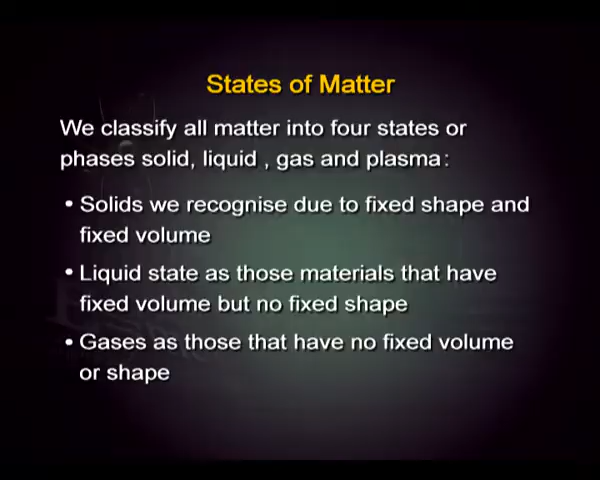 States of Matter
We classify all matter into four states or
phases solid, liquid , gas and plasma:
• Solids we recognise due to fixed shape and
fixed volume
• Liquid state as those materials that have
fixed volume but no fixed shape
• Gases as those that have no fixed volume
or shape